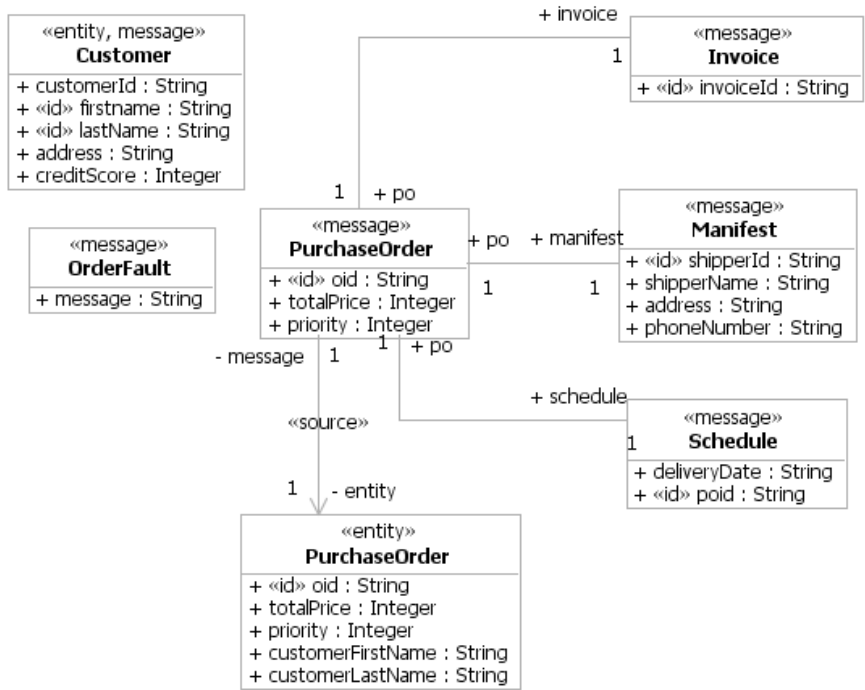 «entity, message»
Customer
+ customerId : String
+ «id» firstname : String
+ «id» lastName : String
+ address : String
+ creditScore : Integer
+ invoice
1
«message»
Invoice
+ «id» invoiceId : String
«message»
OrderFault
+ message : String
1
+ po
«message»
PurchaseOrder
+ «id» oid : String
+ totalPrice : Integer
+ priority : Integer
+ po
1
+ manifest
1
«message»
Manifest
+ «id» shipperId : String
+ shipperName : String
+ address : String
+ phoneNumber : String
- message
1
1
+ po
+ schedule
1
«message»
Schedule
+ deliveryDate : String
+ «id» poid : String
«source»
1
- entity
«entity»
PurchaseOrder
+ «id» oid : String
+ totalPrice : Integer
+ priority : Integer
+ customerFirstName : String
+ customerLastName : String